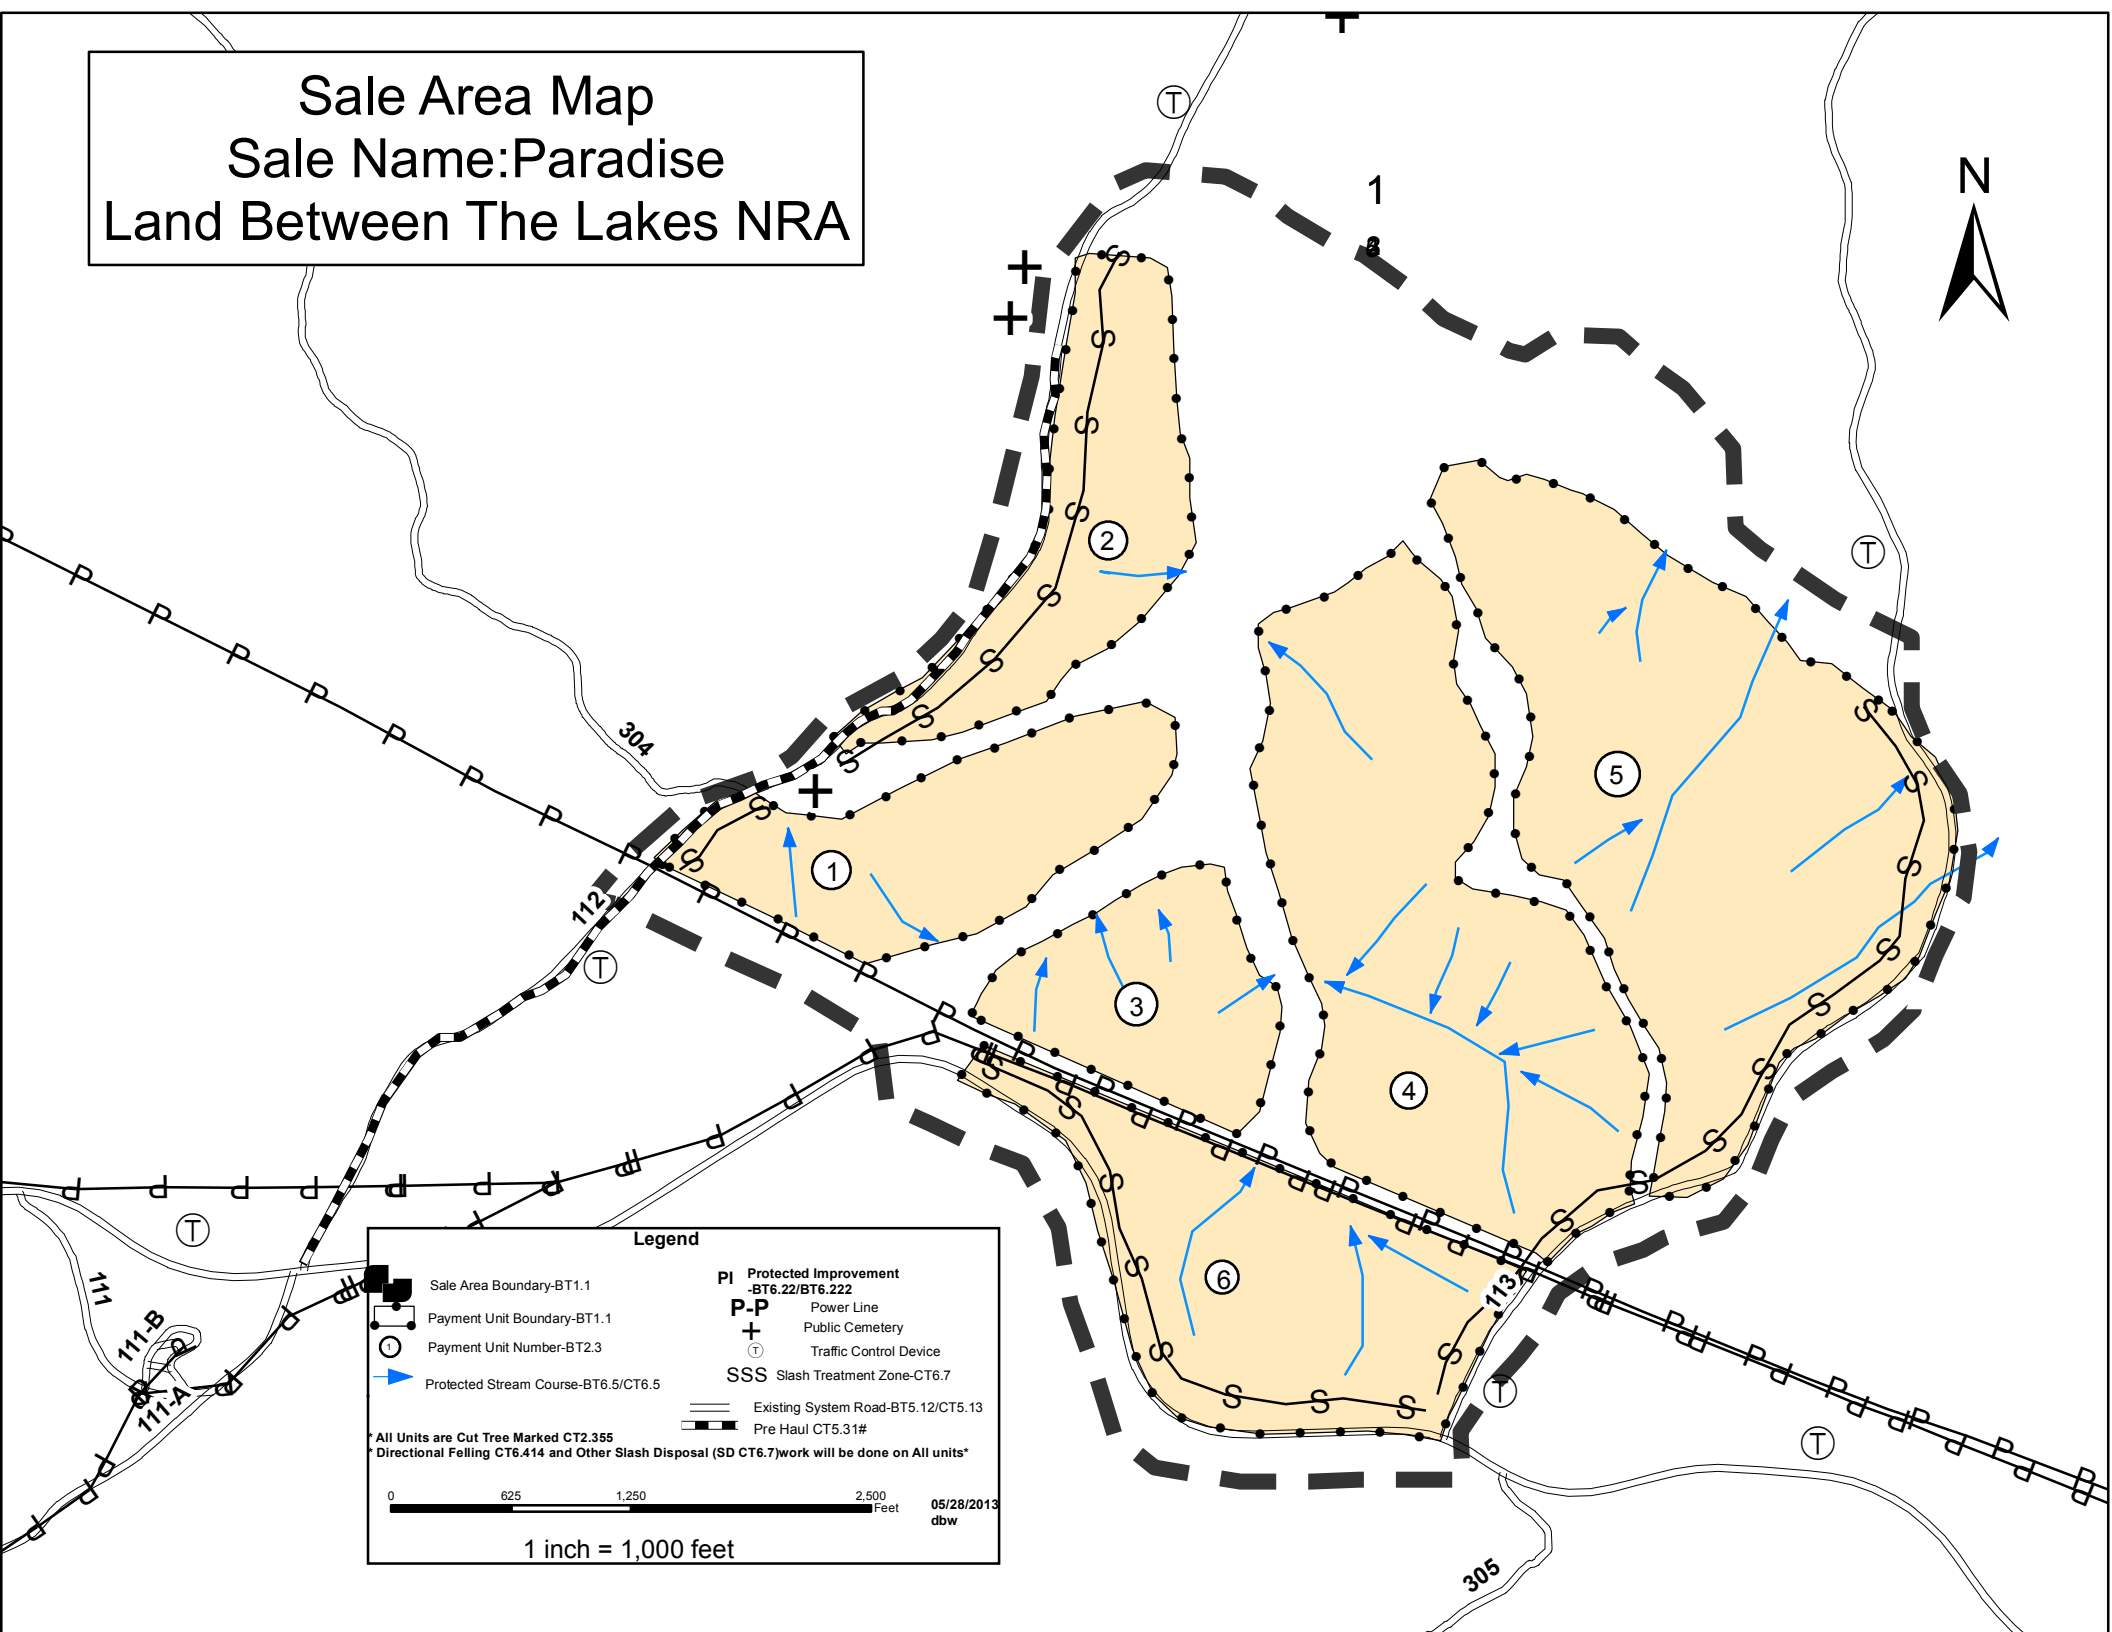 Sale Area Map
Sale Name:Paradise
Land Between The Lakes NRA
N
1
T
T
2
304
5
1
112
T
3
4
T
111
111-B
111-A
6
113
T
T
305
Legend
Sale Area Boundary-BT1.1
Payment Unit Boundary-BT1.1
1 Payment Unit Number-BT2.3
Protected Stream Course-BT6.5/CT6.5
PI Protected Improvement
-BT6.22/BT6.222
P-P Power Line
Public Cemetery
T Traffic Control Device
SSS Slash Treatment Zone-CT6.7
Existing System Road-BT5.12/CT5.13
Pre Haul CT5.31#
* All Units are Cut Tree Marked CT2.355
* Directional Felling CT6.414 and Other Slash Disposal (SD CT6.7)work will be done on All units*
0 625 1,250 2,500
Feet
05/28/2013
dbw
1 inch = 1,000 feet